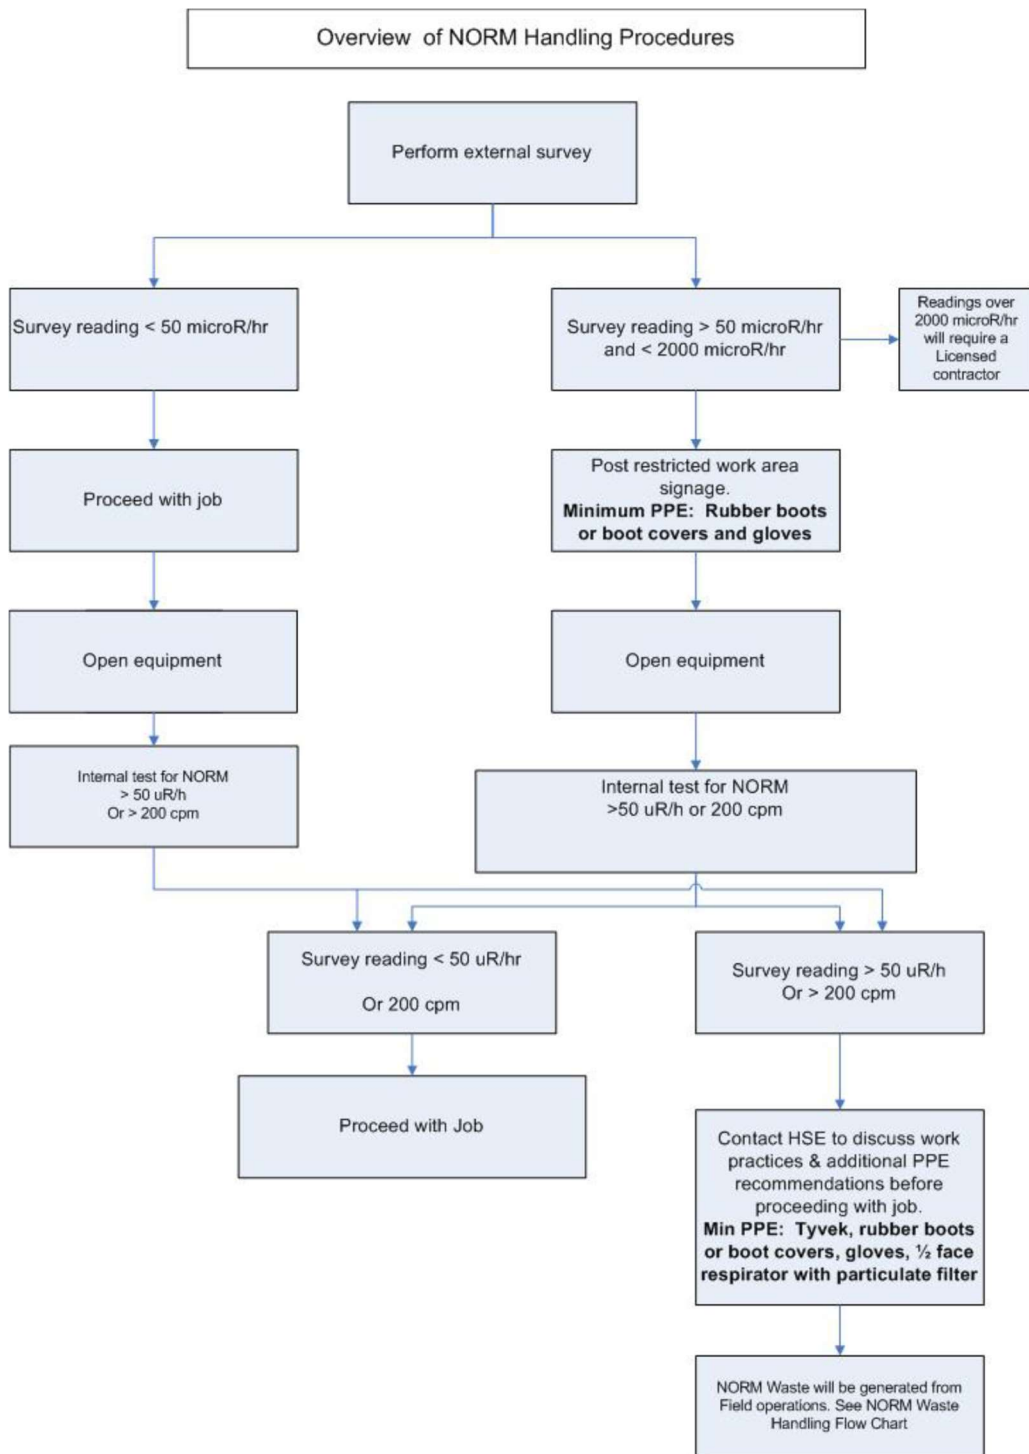 Overview of NORM Handling Procedures
Perform external survey
Survey reading < 50 microR/hr
Survey reading > 50 microR/hr
and < 2000 microR/hr
Readings over
2000 microR/hr
will require a
Licensed
contractor
Proceed with job
Post restricted work area
signage.
Minimum PPE: Rubber boots
or boot covers and gloves
Open equipment
Open equipment
Internal test for NORM
> 50 uR/h
Or > 200 cpm
Internal test for NORM
>50 uR/h or 200 cpm
Survey reading < 50 uR/hr
Or 200 cpm
Survey reading > 50 uR/h
Or > 200 cpm
Proceed with Job
Contact HSE to discuss work
practices & additional PPE
recommendations before
proceeding with job.
Min PPE: Tyvek, rubber boots
or boot covers, gloves, ½ face
respirator with particulate filter
NORM Waste will be generated from
Field operations. See NORM Waste
Handling Flow Chart